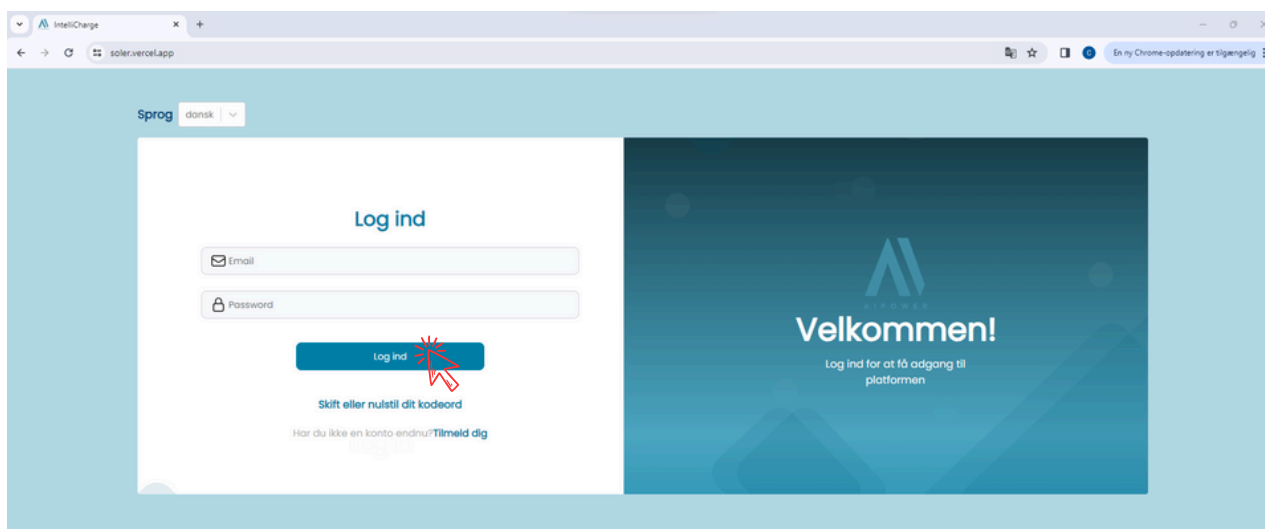 IntelliCharge
soler.vercel.app
En ny Chrome-opdatering er tilgængelig
Sprog
dansk
Log ind
Email
Password
Log ind
Skift eller nulstil dit kodeord
Har du ikke en konto endnu?Tilmeld dig
AIPOWER
Velkommen!
Log ind for at få adgang til
platformen